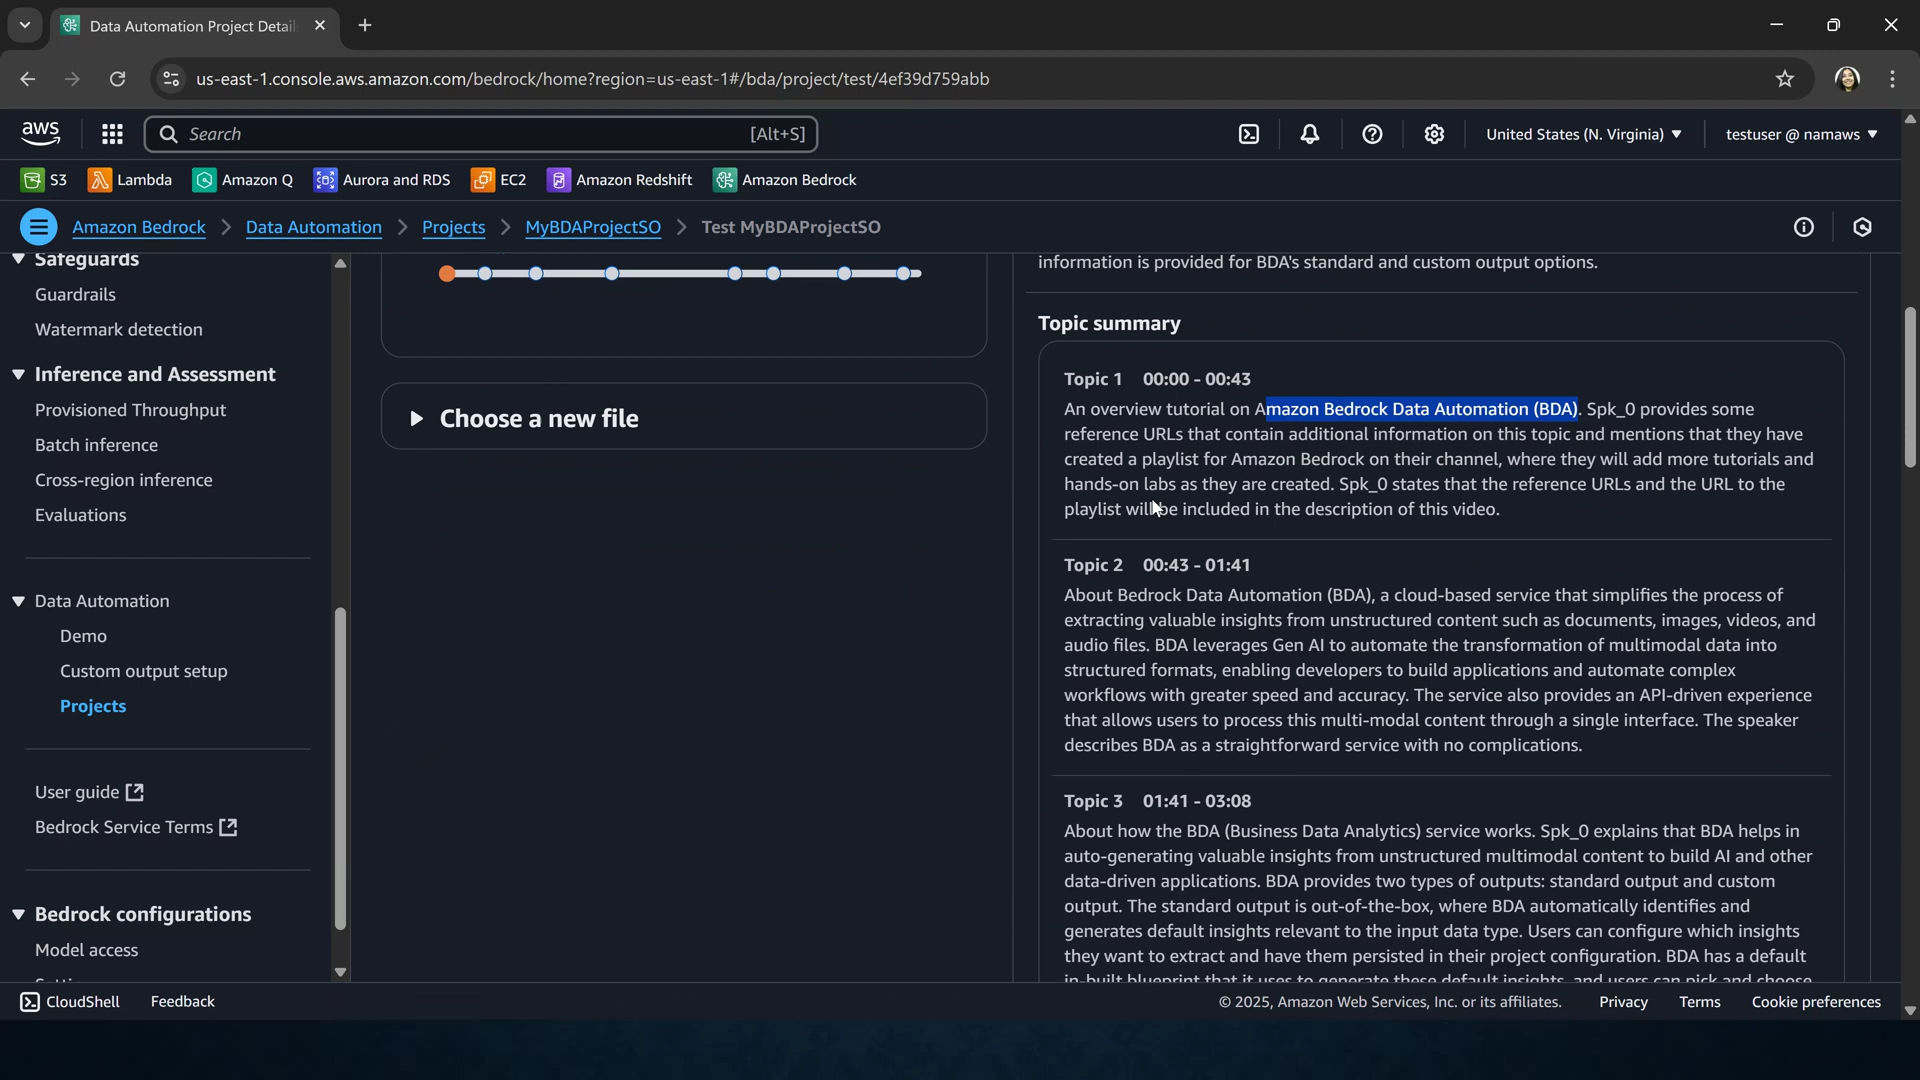 Data Automation Project Detail
us-east-1.console.aws.amazon.com/bedrock/home?region=us-east-1#/bda/project/test/4ef39d759abb
aws
Search
[Alt+S]
United States (N. Virginia)
testuser @ namaws
S3
Lambda
Amazon Q
Aurora and RDS
EC2
Amazon Redshift
Amazon Bedrock
Amazon Bedrock
Data Automation
Projects
MyBDAProjectSO
Test MyBDAProjectSO
Safeguards
Guardrails
Watermark detection
Inference and Assessment
Provisioned Throughput
Batch inference
Cross-region inference
Evaluations
Data Automation
Demo
Custom output setup
Projects
User guide
Bedrock Service Terms
Bedrock configurations
Model access
Choose a new file
information is provided for BDA's standard and custom output options.
Topic summary
Topic 1 00:00 - 00:43
An overview tutorial on Amazon Bedrock Data Automation (BDA). Spk_0 provides some
reference URLs that contain additional information on this topic and mentions that they have
created a playlist for Amazon Bedrock on their channel, where they will add more tutorials and
hands-on labs as they are created. Spk_0 states that the reference URLs and the URL to the
playlist will be included in the description of this video.
Topic 2 00:43 - 01:41
About Bedrock Data Automation (BDA), a cloud-based service that simplifies the process of
extracting valuable insights from unstructured content such as documents, images, videos, and
audio files. BDA leverages Gen AI to automate the transformation of multimodal data into
structured formats, enabling developers to build applications and automate complex
workflows with greater speed and accuracy. The service also provides an API-driven experience
that allows users to process this multi-modal content through a single interface. The speaker
describes BDA as a straightforward service with no complications.
Topic 3 01:41 - 03:08
About how the BDA (Business Data Analytics) service works. Spk_0 explains that BDA helps in
auto-generating valuable insights from unstructured multimodal content to build AI and other
data-driven applications. BDA provides two types of outputs: standard output and custom
output. The standard output is out-of-the-box, where BDA automatically identifies and
generates default insights relevant to the input data type. Users can configure which insights
they want to extract and have them persisted in their project configuration. BDA has a default
in-built blueprint that it uses to generate these default insights, and users can pick and choose
CloudShell
Feedback
© 2025, Amazon Web Services, Inc. or its affiliates.
Privacy
Terms
Cookie preferences